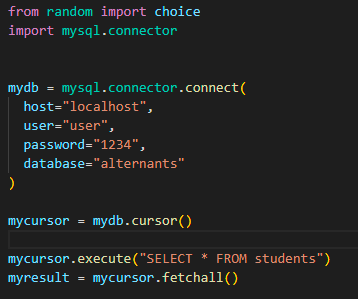 from random import choice
import mysql.connector
mydb = mysql.connector.connect(
  host="localhost",
  user="user",
  password="1234",
  database="alternants"
)
mycursor = mydb.cursor()
mycursor.execute("SELECT * FROM students")
myresult = mycursor.fetchall()